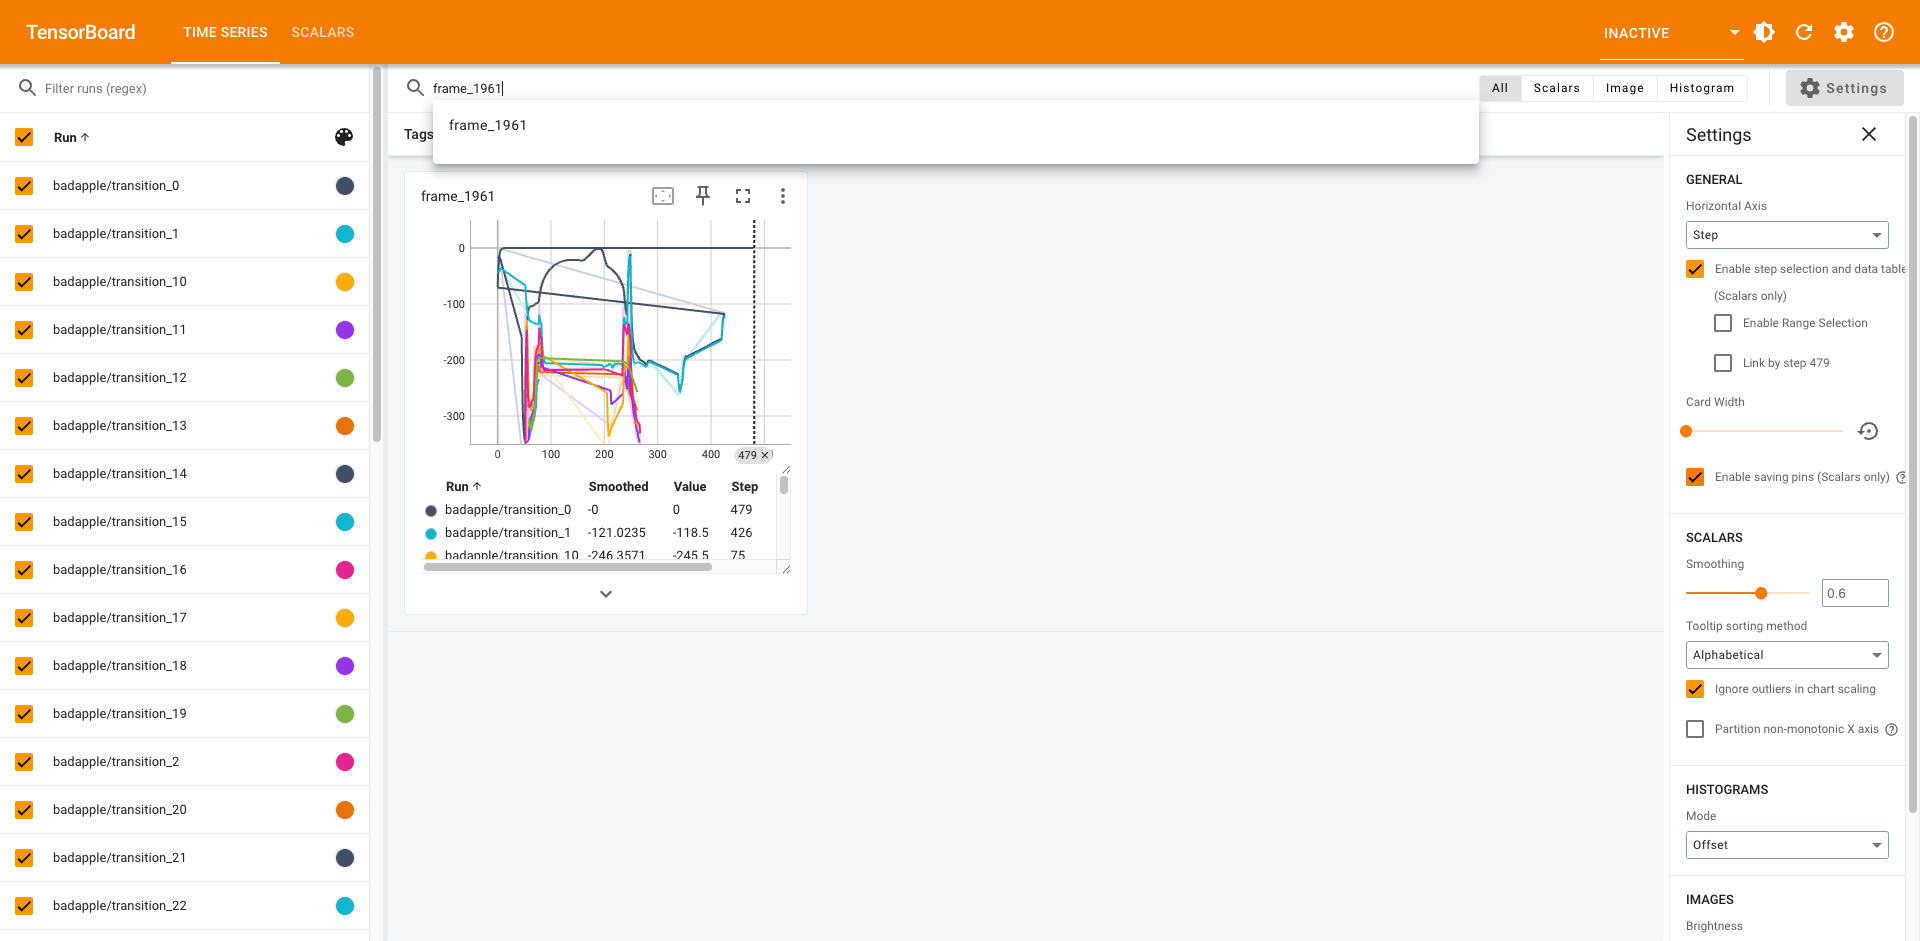 TensorBoard
TIME SERIES
SCALARS
INACTIVE
Filter runs (regex)
Run
badapple/transition_0
badapple/transition_1
badapple/transition_10
badapple/transition_11
badapple/transition_12
badapple/transition_13
badapple/transition_14
badapple/transition_15
badapple/transition_16
badapple/transition_17
badapple/transition_18
badapple/transition_19
badapple/transition_2
badapple/transition_20
badapple/transition_21
badapple/transition_22
frame_1961
All Scalars Image Histogram
Settings
frame_1961
Tags
frame_1961
0
-100
-200
-300
0 100 200 300 400 479
Run Smoothed Value Step
badapple/transition_0 -0 0 479
badapple/transition_1 -121.0235 -118.5 426
badapple/transition_10 -246.3571 -245.5 75
Settings
GENERAL
Horizontal Axis
Step
Enable step selection and data table
(Scalars only)
Enable Range Selection
Link by step 479
Card Width
Enable saving pins (Scalars only)
SCALARS
Smoothing
0.6
Tooltip sorting method
Alphabetical
Ignore outliers in chart scaling
Partition non-monotonic X axis
HISTOGRAMS
Mode
Offset
IMAGES
Brightness